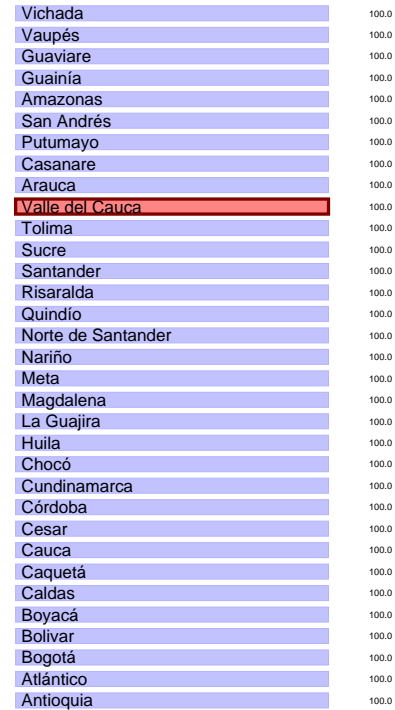 Vichada 100.0
Vaupés 100.0
Guaviare 100.0
Guainía 100.0
Amazonas 100.0
San Andrés 100.0
Putumayo 100.0
Casanare 100.0
Arauca 100.0
Valle del Cauca 100.0
Tolima 100.0
Sucre 100.0
Santander 100.0
Risaralda 100.0
Quindío 100.0
Norte de Santander 100.0
Nariño 100.0
Meta 100.0
Magdalena 100.0
La Guajira 100.0
Huila 100.0
Chocó 100.0
Cundinamarca 100.0
Córdoba 100.0
Cesar 100.0
Cauca 100.0
Caquetá 100.0
Caldas 100.0
Boyacá 100.0
Bolivar 100.0
Bogotá 100.0
Atlántico 100.0
Antioquia 100.0